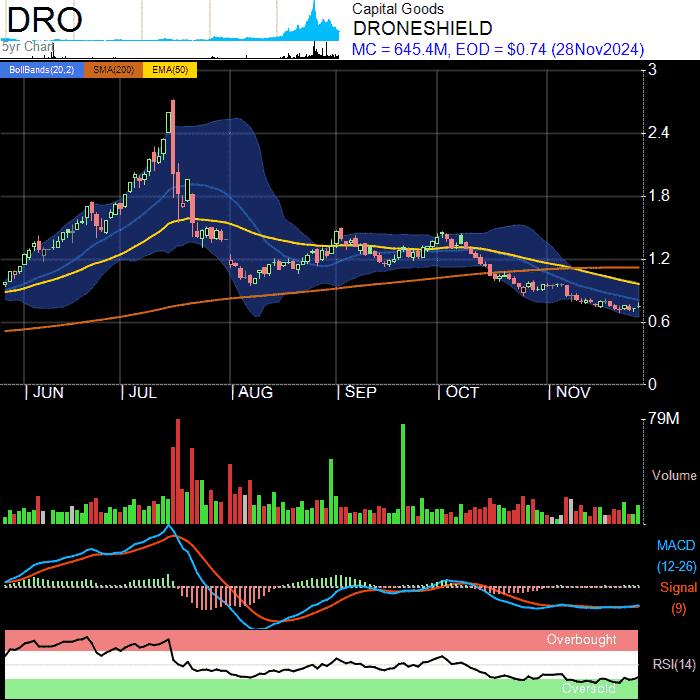 DRO
Capital Goods
DRONESHIELD
MC = 645.4M, EOD = $0.74 (28Nov2024)
5yr Chart
BollBands(20,2) SMA(200) EMA(50)
3
2.4
1.8
1.2
0.6
0
JUN JUL AUG SEP OCT NOV
79M
Volume
MACD
(12-26)
Signal
(9)
Overbought
RSI(14)
Oversold